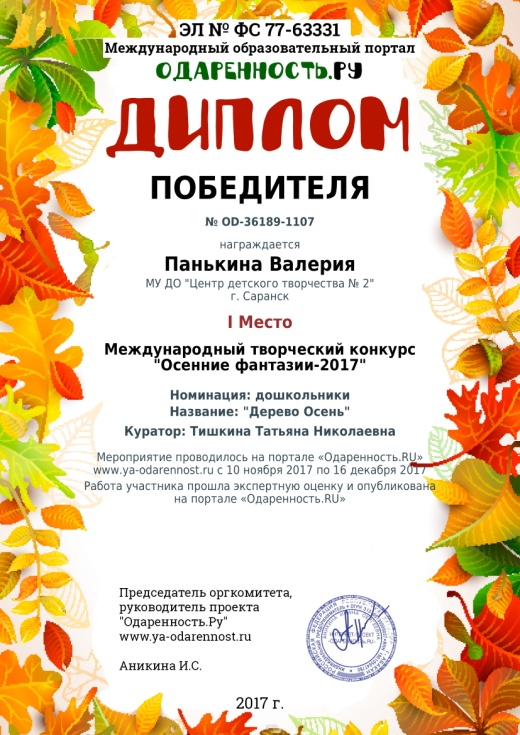 ЭЛ № ФС 77-63331
Международный образовательный портал
ОДАРЕННОСТЬ.РУ
ДИПЛОМ
ПОБЕДИТЕЛЯ
№ OD-36189-1107
награждается
Панькина Валерия
МУ ДО "Центр детского творчества № 2"
г. Саранск
I Место
Международный творческий конкурс
"Осенние фантазии-2017"
Номинация: дошкольники
Название: "Дерево Осень"
Куратор: Тишкина Татьяна Николаевна
Мероприятие проводилось на портале «Одаренность.RU»
www.ya-odarennost.ru с 10 ноября 2017 по 16 декабря 2017
Работа участника прошла экспертную оценку и опубликована
на портале «Одаренность.RU»
Председатель оргкомитета,
руководитель проекта
"Одаренность.Ру"
www.ya-odarennost.ru
Аникина И.С.
2017 г.